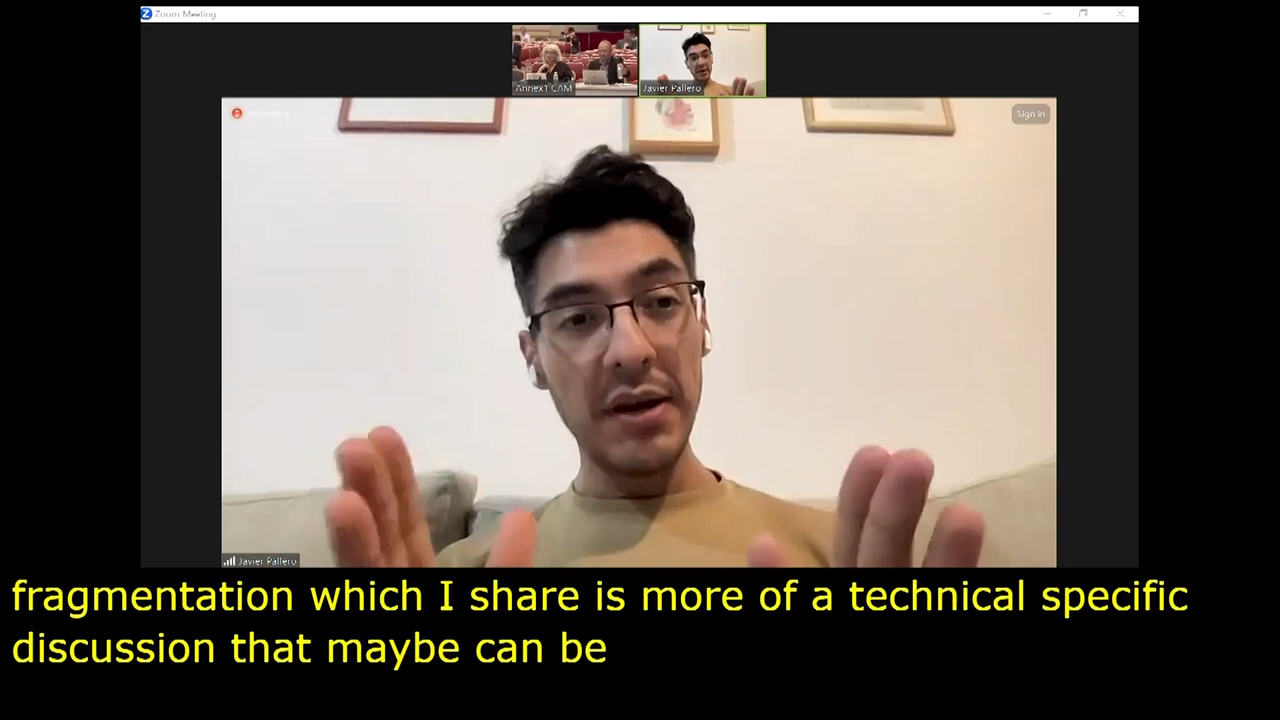 Zoom Meeting
Annex1 CAM
Javier Pallero
Recording
Sign in
Javier Pallero
fragmentation which I share is more of a technical specific
discussion that maybe can be